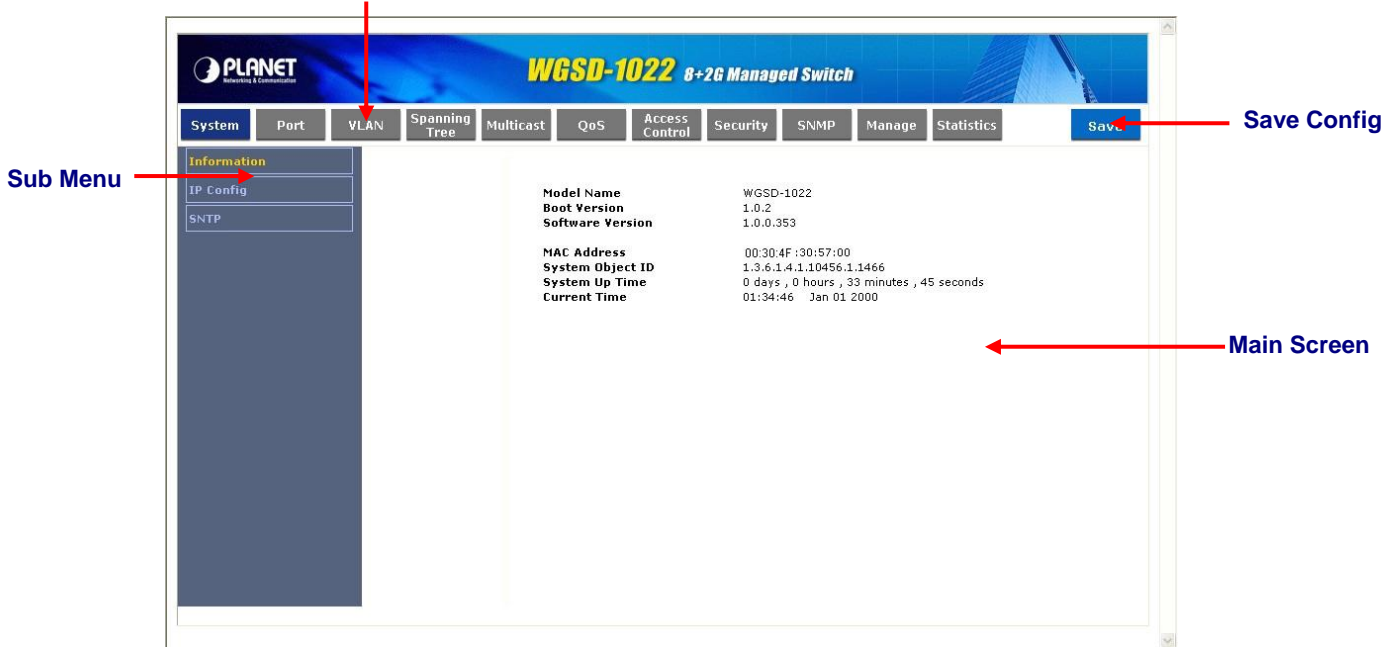 PLANET
Networking & Communication
WGSD-1022 8+2G Managed Switch
System Port VLAN Spanning Tree Multicast QoS Access Control Security SNMP Manage Statistics
Save Config
Sub Menu
Information
IP Config
SNTP
Model Name WGSD-1022
Boot Version 1.0.2
Software Version 1.0.0.353
MAC Address 00:30:4F:30:57:00
System Object ID 1.3.6.1.4.1.10456.1.1466
System Up Time 0 days , 0 hours , 33 minutes , 45 seconds
Current Time 01:34:46 Jan 01 2000
Main Screen